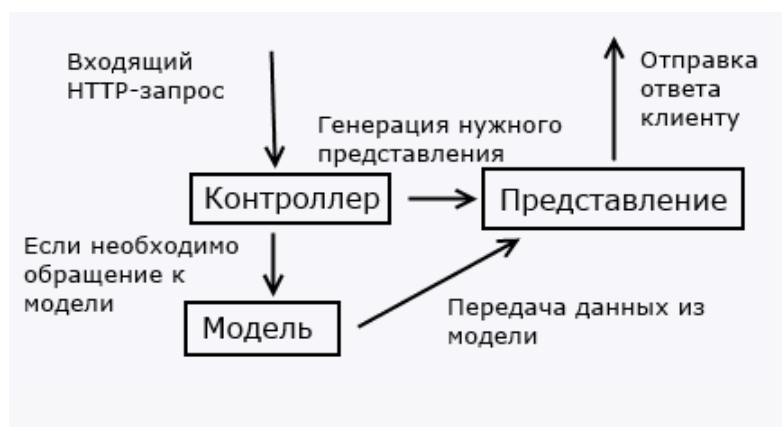 Входящий
HTTP-запрос
Отправка
ответа
клиенту
Генерация нужного
представления
Контроллер
Представление
Если необходимо
обращение к
модели
Модель
Передача данных из
модели